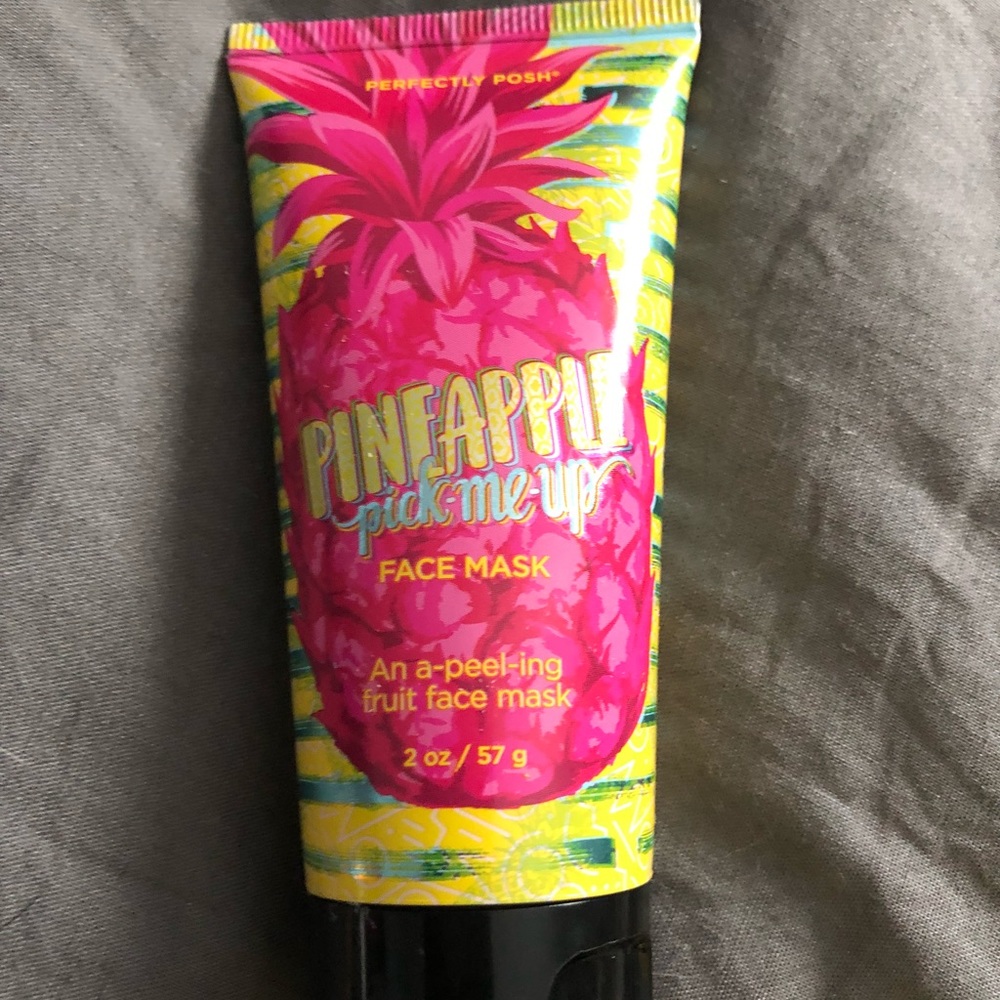 PERFECTLY POSH®
PINEAPPLE
pick-me-up
FACE MASK
An a-peel-ing
fruit face mask
2 oz / 57 g